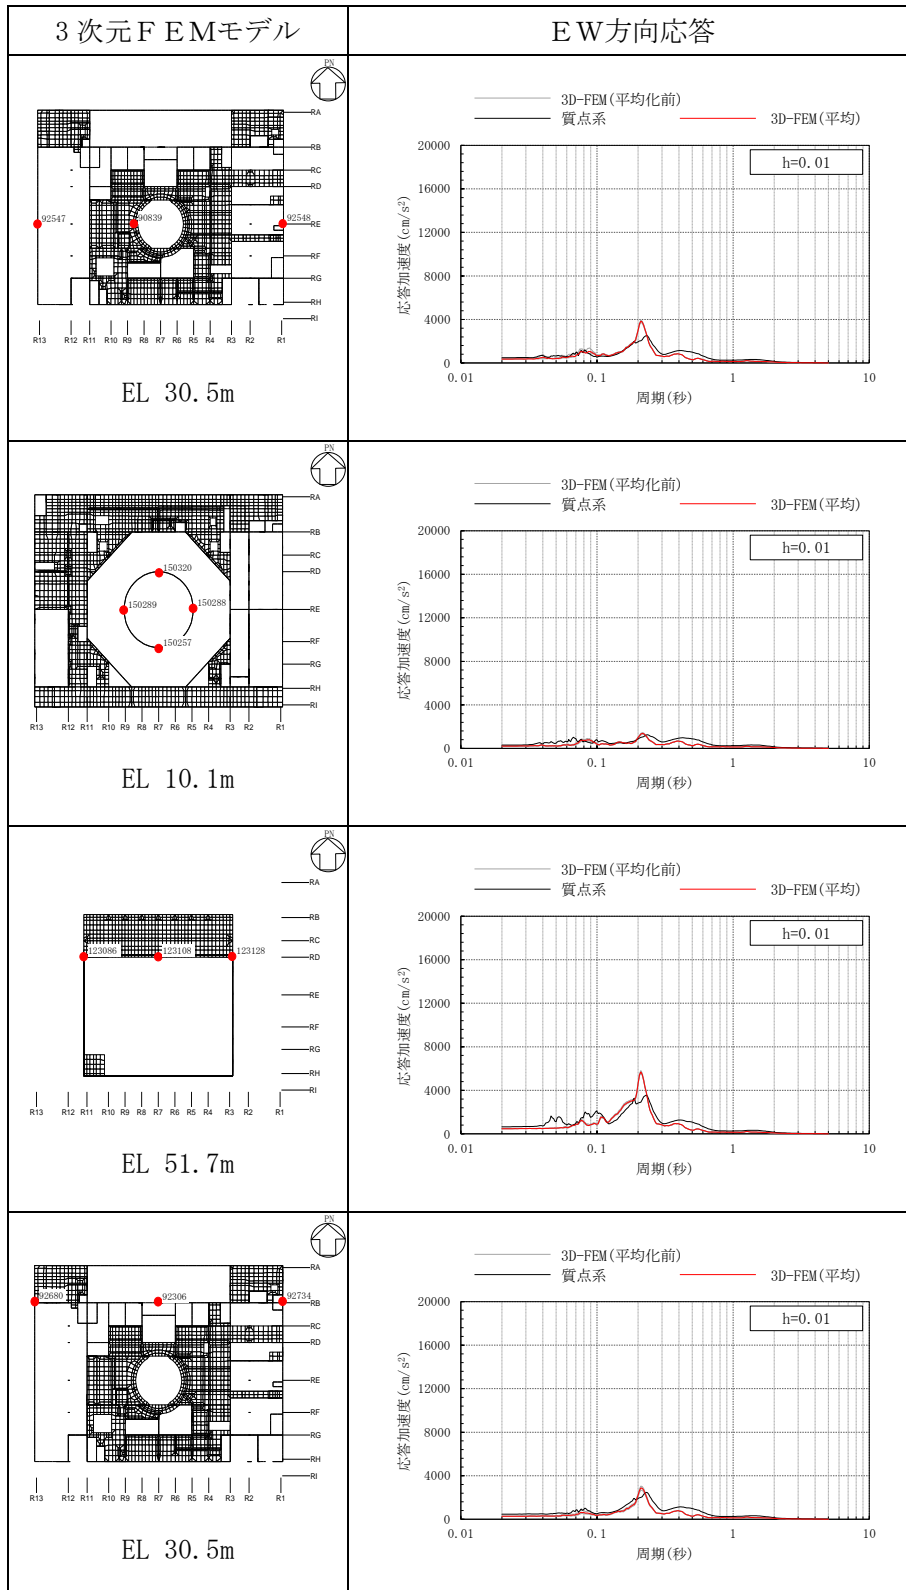 3次元FEMモデル
EW方向応答
PN
RA
RB
RC
RD
RE
RF
RG
RH
RI
92547
90839
92548
R13 R12 R11 R10 R9 R8 R7 R6 R5 R4 R3 R2 R1
EL 30.5m
3D-FEM(平均化前)
質点系
3D-FEM(平均)
h=0.01
応答加速度(cm/s²)
20000
16000
12000
8000
4000
0
0.01 0.1 1 10
周期(秒)
PN
RA
RB
RC
RD
RE
RF
RG
RH
RI
150320
150289
150288
150257
R13 R12 R11 R10 R9 R8 R7 R6 R5 R4 R3 R2 R1
EL 10.1m
3D-FEM(平均化前)
質点系
3D-FEM(平均)
h=0.01
応答加速度(cm/s²)
20000
16000
12000
8000
4000
0
0.01 0.1 1 10
周期(秒)
PN
RA
RB
RC
RD
RE
RF
RG
RH
RI
123086
123108
123128
R13 R12 R11 R10 R9 R8 R7 R6 R5 R4 R3 R2 R1
EL 51.7m
3D-FEM(平均化前)
質点系
3D-FEM(平均)
h=0.01
応答加速度(cm/s²)
20000
16000
12000
8000
4000
0
0.01 0.1 1 10
周期(秒)
PN
RA
RB
RC
RD
RE
RF
RG
RH
RI
92680
92306
92734
R13 R12 R11 R10 R9 R8 R7 R6 R5 R4 R3 R2 R1
EL 30.5m
3D-FEM(平均化前)
質点系
3D-FEM(平均)
h=0.01
応答加速度(cm/s²)
20000
16000
12000
8000
4000
0
0.01 0.1 1 10
周期(秒)